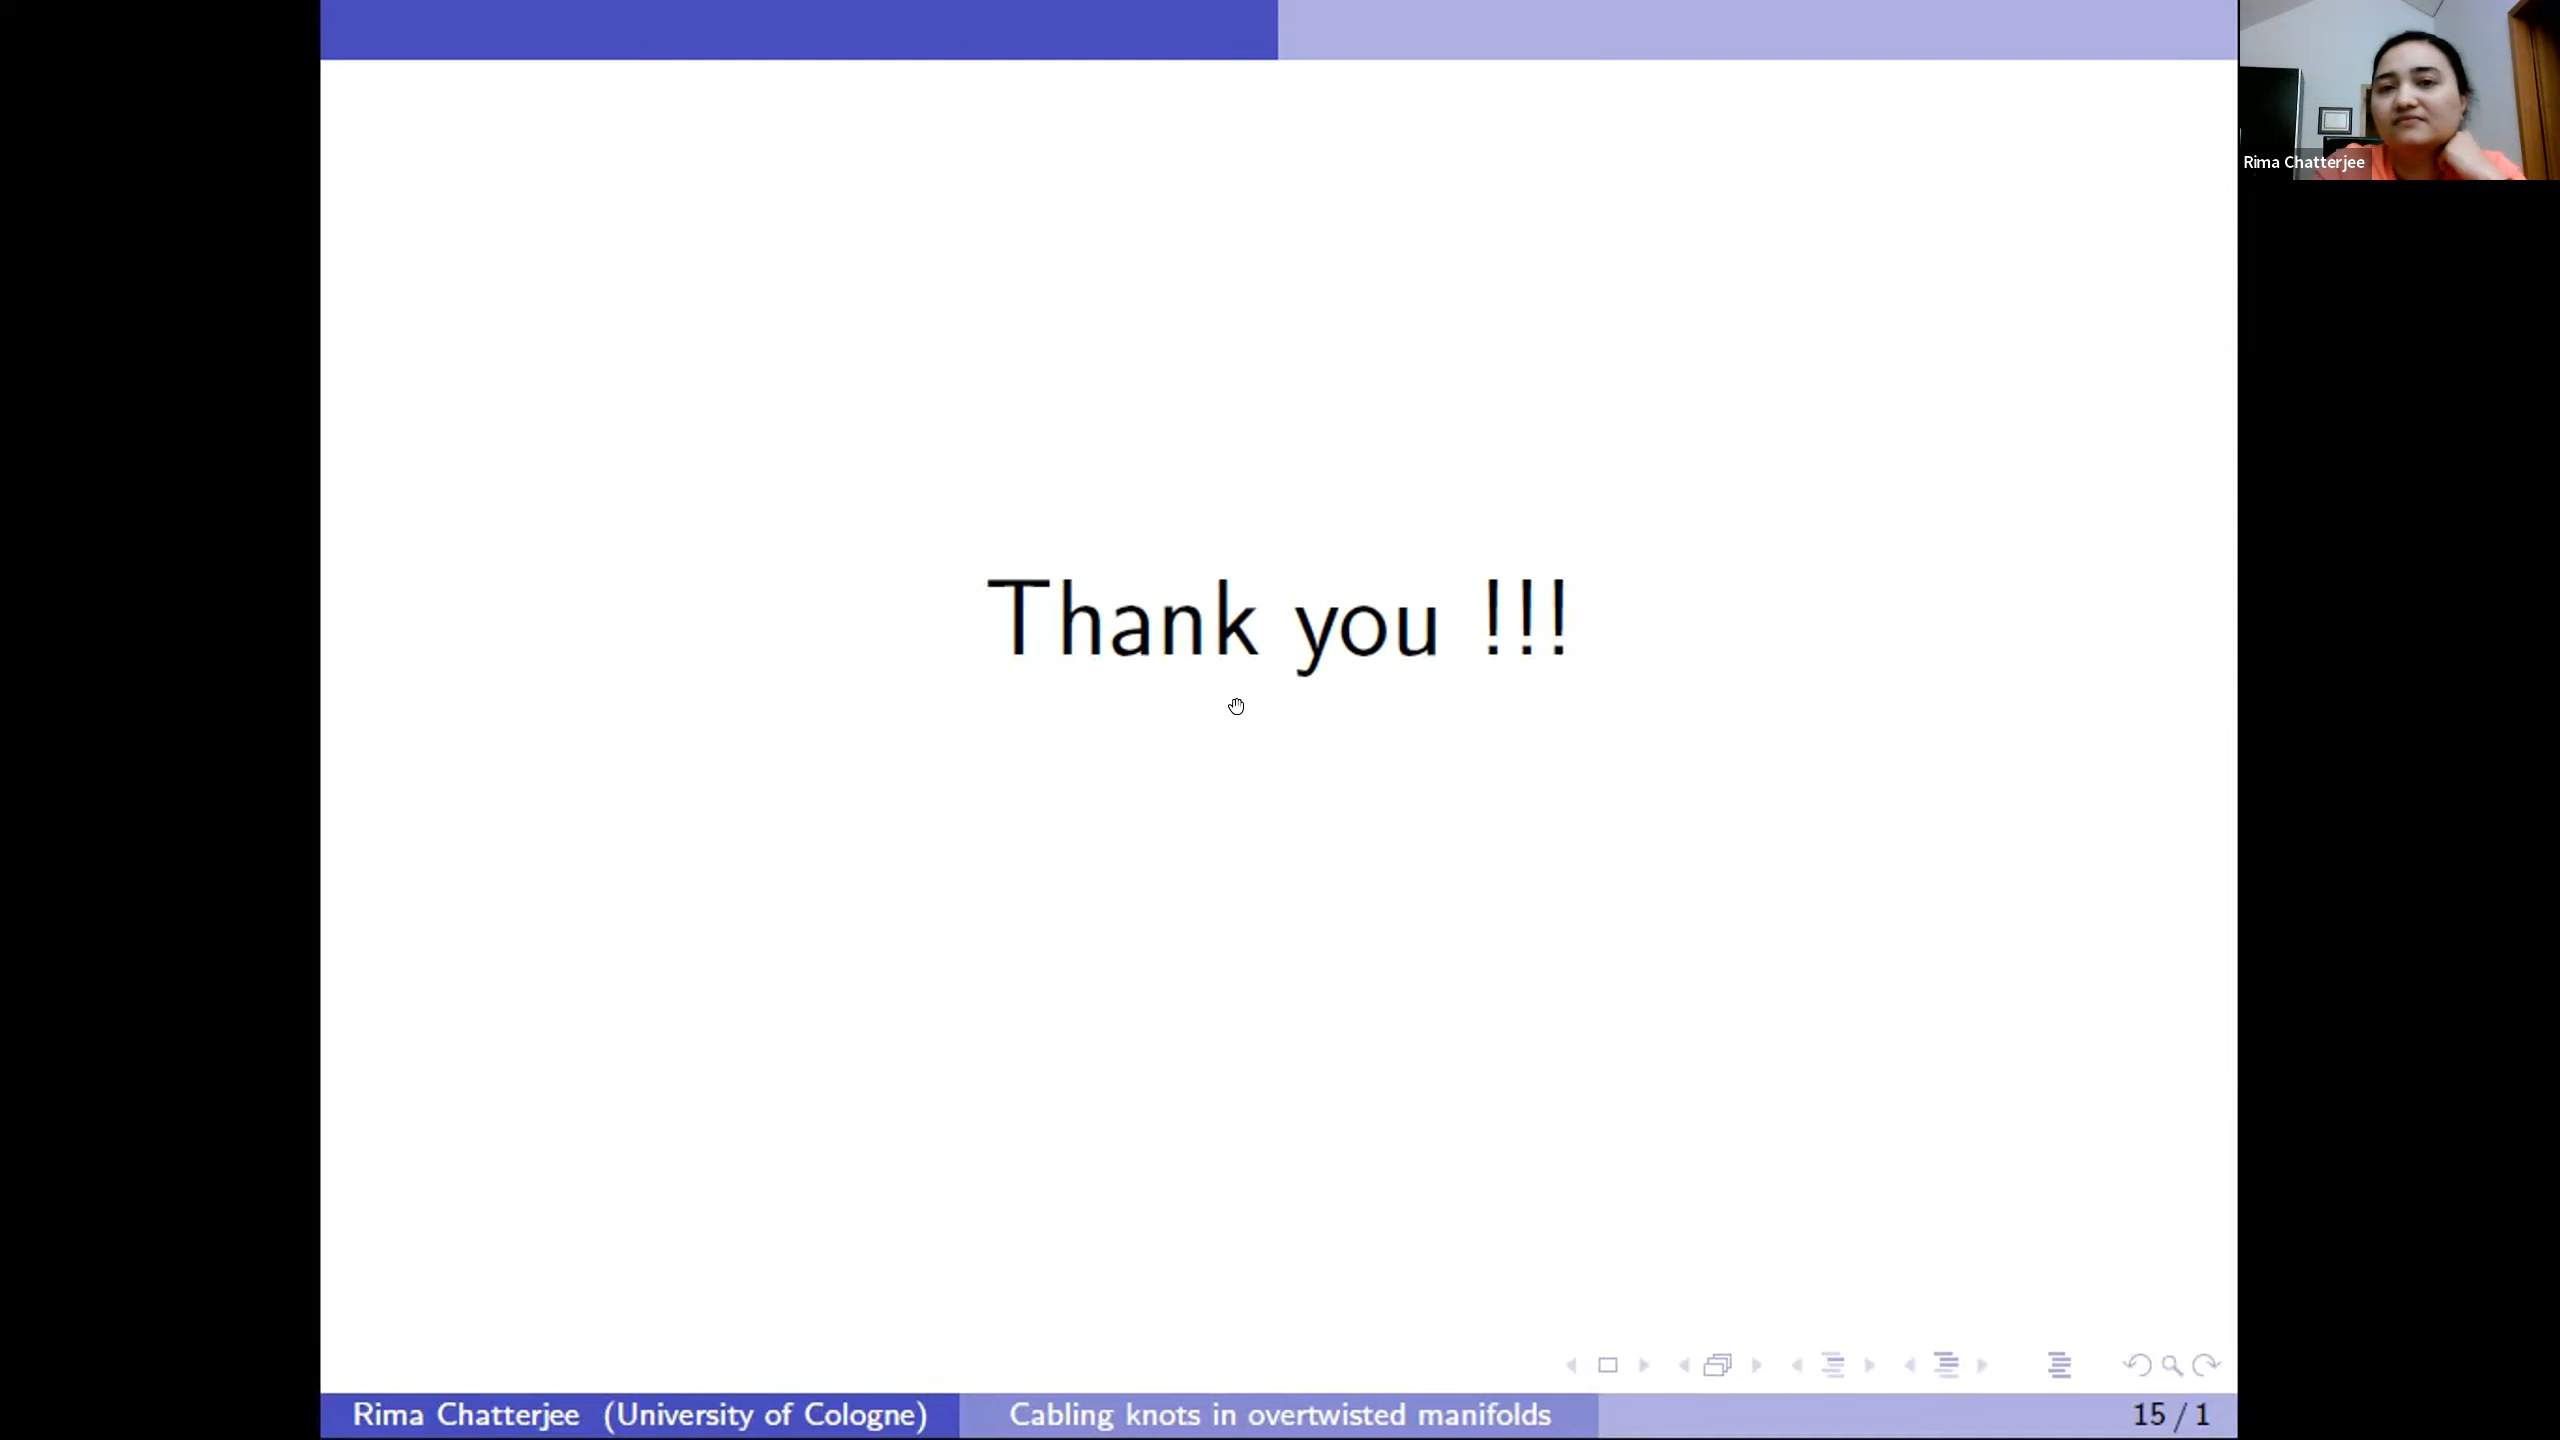 Rima Chatterjee
Thank you !!!
Rima Chatterjee (University of Cologne)
Cabling knots in overtwisted manifolds
15 / 1